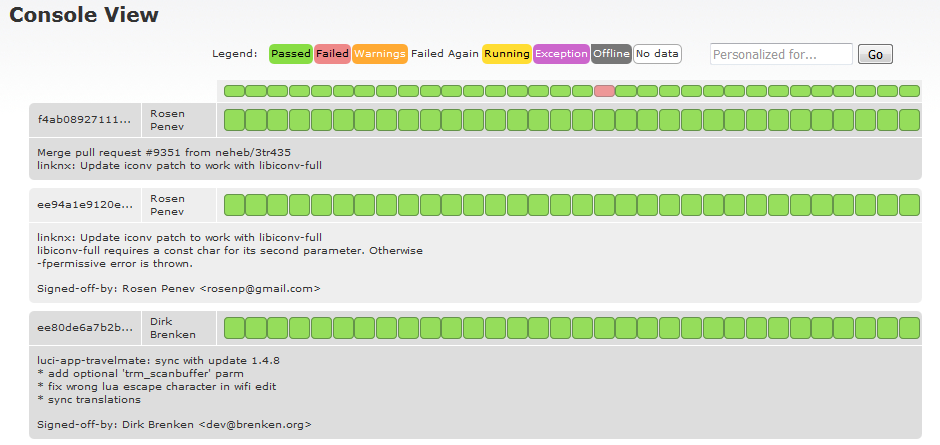 Console View
Legend: Passed Failed Warnings Failed Again Running Exception Offline No data Personalized for... Go
f4ab08927111... Rosen
Penev
Merge pull request #9351 from neheb/3tr435
linknx: Update iconv patch to work with libiconv-full
ee94a1e9120e... Rosen
Penev
linknx: Update iconv patch to work with libiconv-full
libiconv-full requires a const char for its second parameter. Otherwise
-fpermissive error is thrown.
Signed-off-by: Rosen Penev <rosenp@gmail.com>
ee80de6a7b2b... Dirk
Brenken
luci-app-travelmate: sync with update 1.4.8
* add optional 'trm_scanbuffer' parm
* fix wrong lua escape character in wifi edit
* sync translations
Signed-off-by: Dirk Brenken <dev@brenken.org>